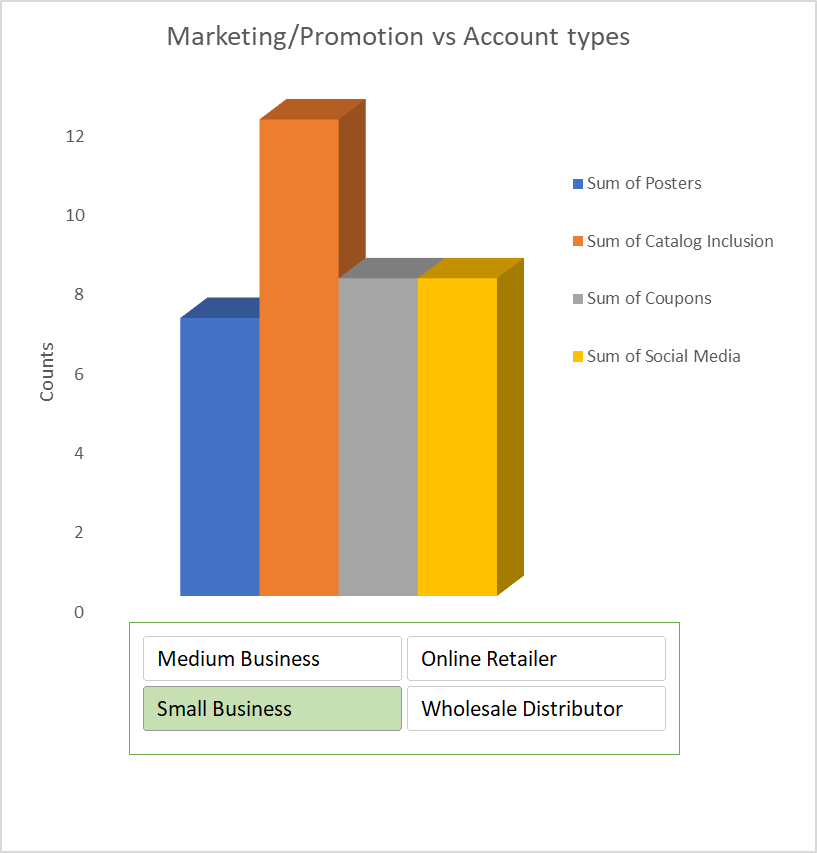 Marketing/Promotion vs Account types
12
10
8
6
4
2
0
Counts
Sum of Posters
Sum of Catalog Inclusion
Sum of Coupons
Sum of Social Media
Medium Business
Online Retailer
Small Business
Wholesale Distributor